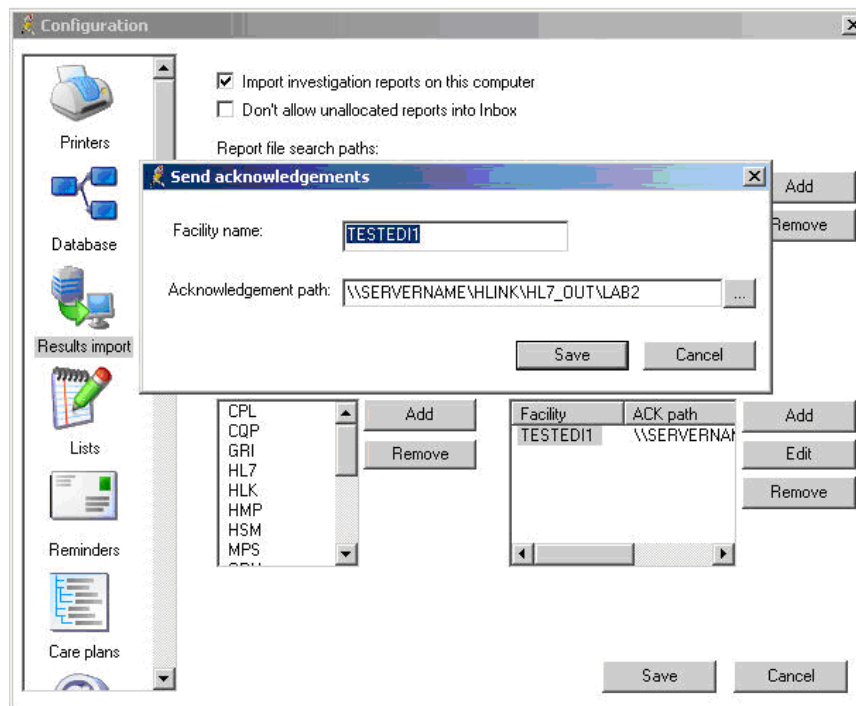 Configuration
Printers
Database
Results import
Lists
Reminders
Care plans
Import investigation reports on this computer
Don't allow unallocated reports into Inbox
Report file search paths:
Add
Remove
Send acknowledgements
Facility name:
TESTEDI1
Acknowledgement path:
\\SERVERNAME\HLINK\HL7_OUT\LAB2
...
Save
Cancel
CPL
CQP
GRI
HL7
HLK
HMP
HSM
MPS
Add
Remove
Facility
ACK path
TESTEDI1
\\SERVERNAM
Add
Edit
Remove
Save
Cancel